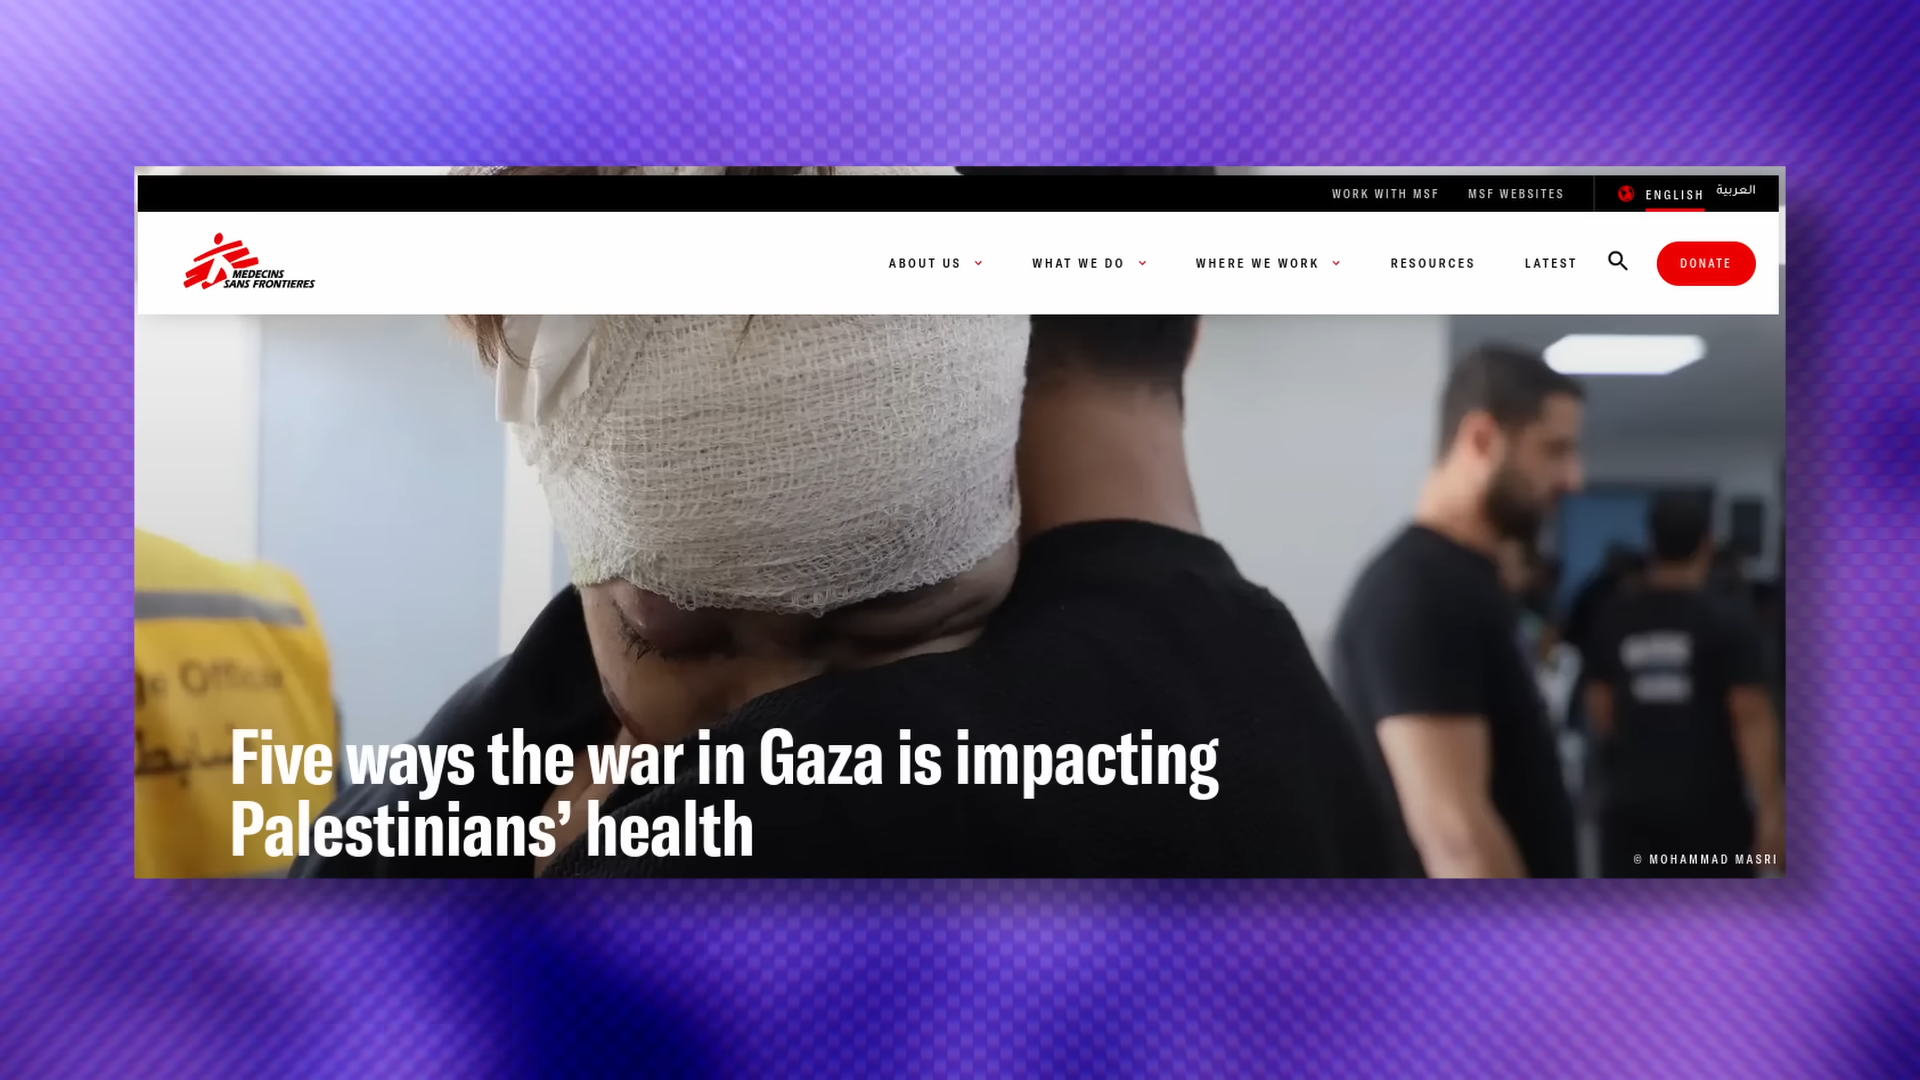 WORK WITH MSF MSF WEBSITES ENGLISH العربية
MEDECINS
SANS FRONTIERES
ABOUT US WHAT WE DO WHERE WE WORK RESOURCES LATEST DONATE
Five ways the war in Gaza is impacting
Palestinians’ health
© MOHAMMAD MASRI